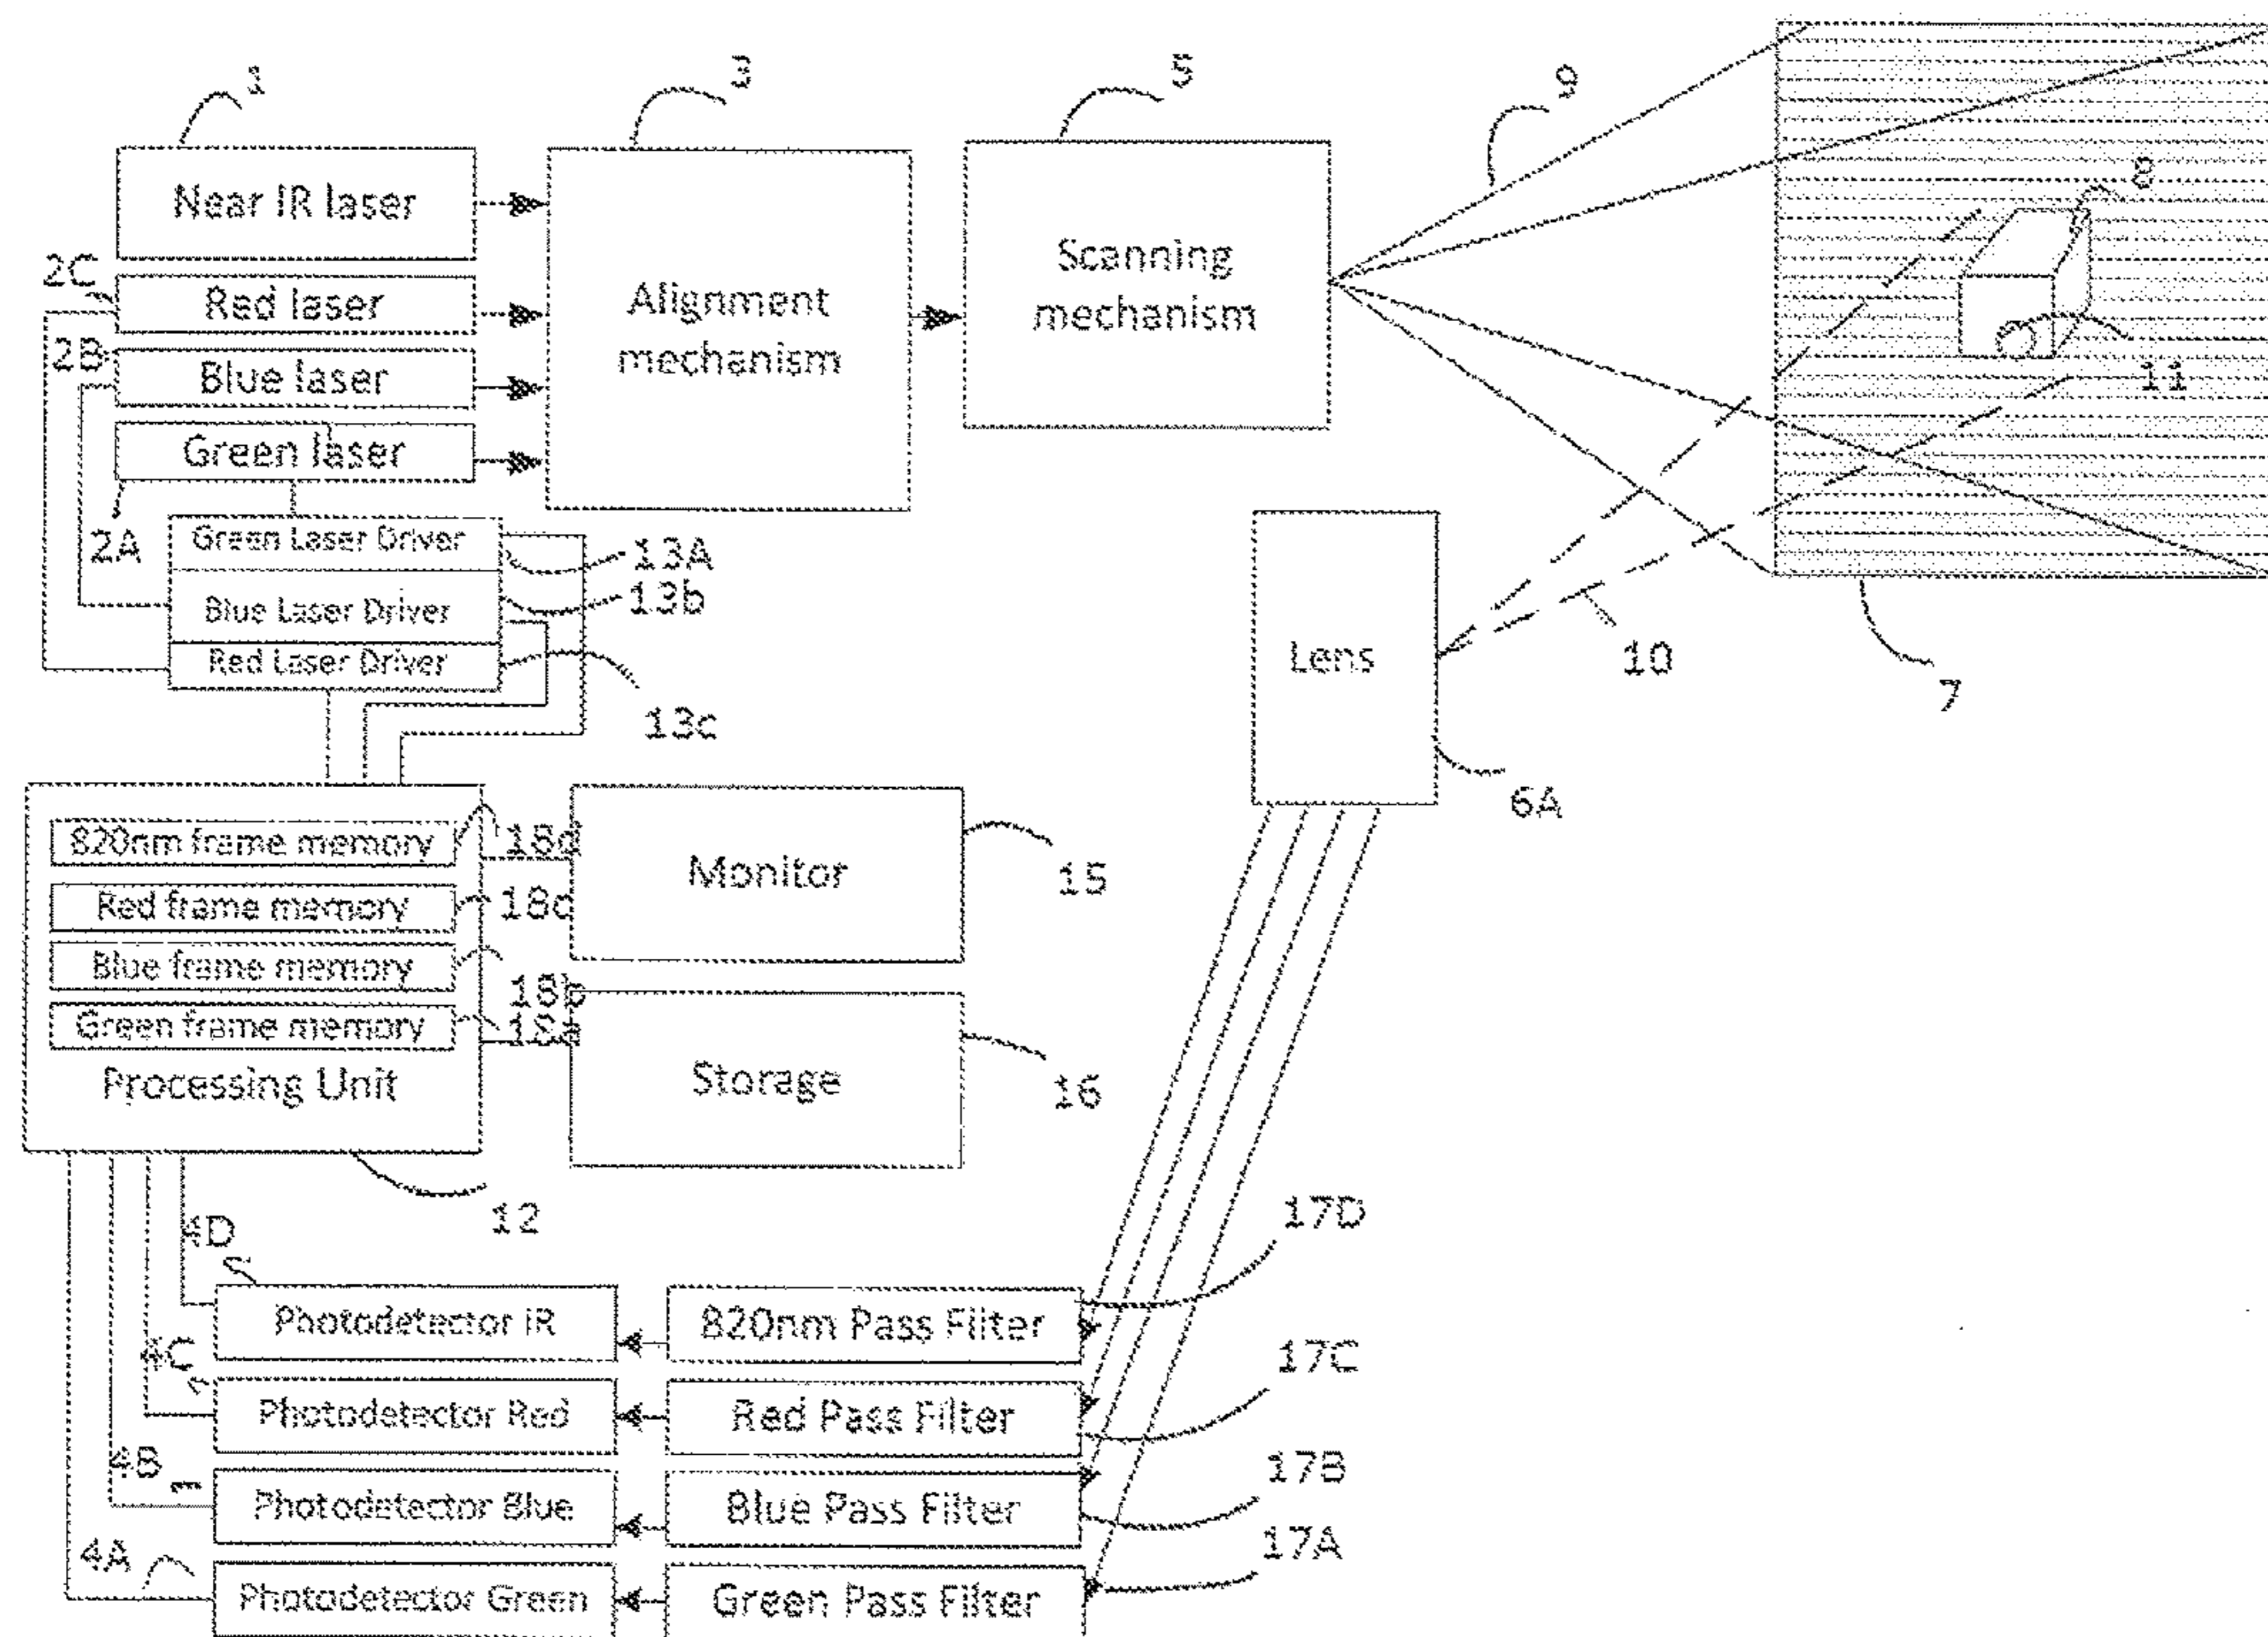 1
3
5
9
Near IR laser
8
2C
Red laser
Scanning
mechanism
Alignment
mechanism
2B
Blue laser
11
Green laser
2A
Green Laser Driver
13A
Blue Laser Driver
13b
Red Laser Driver
13c
Lens
10
7
6A
820nm frame memory
18d
Monitor
15
Red frame memory
18c
Blue frame memory
18b
Green frame memory
18a
Processing Unit
Storage
16
12
4D
17D
Photodetector iR
820nm Pass Filter
4C
17C
Photodetector Red
Red Pass Filter
4B
17B
Photodetector Blue
Blue Pass Filter
4A
17A
Photodetector Green
Green Pass Filter